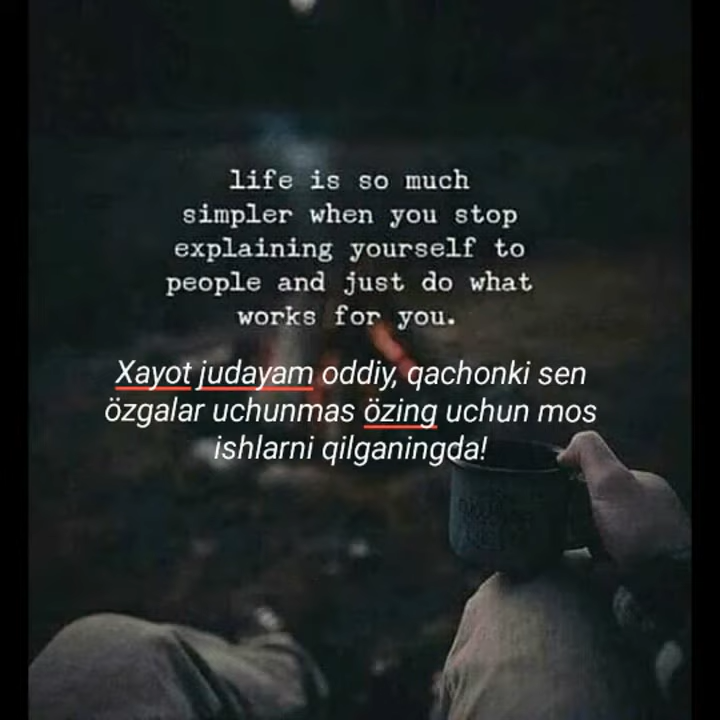 life is so much
simpler when you stop
explaining yourself to
people and just do what
works for you.
Xayot judayam oddiy, qachonki sen
özgalar uchunmas özing uchun mos
ishlarni qilganingda!